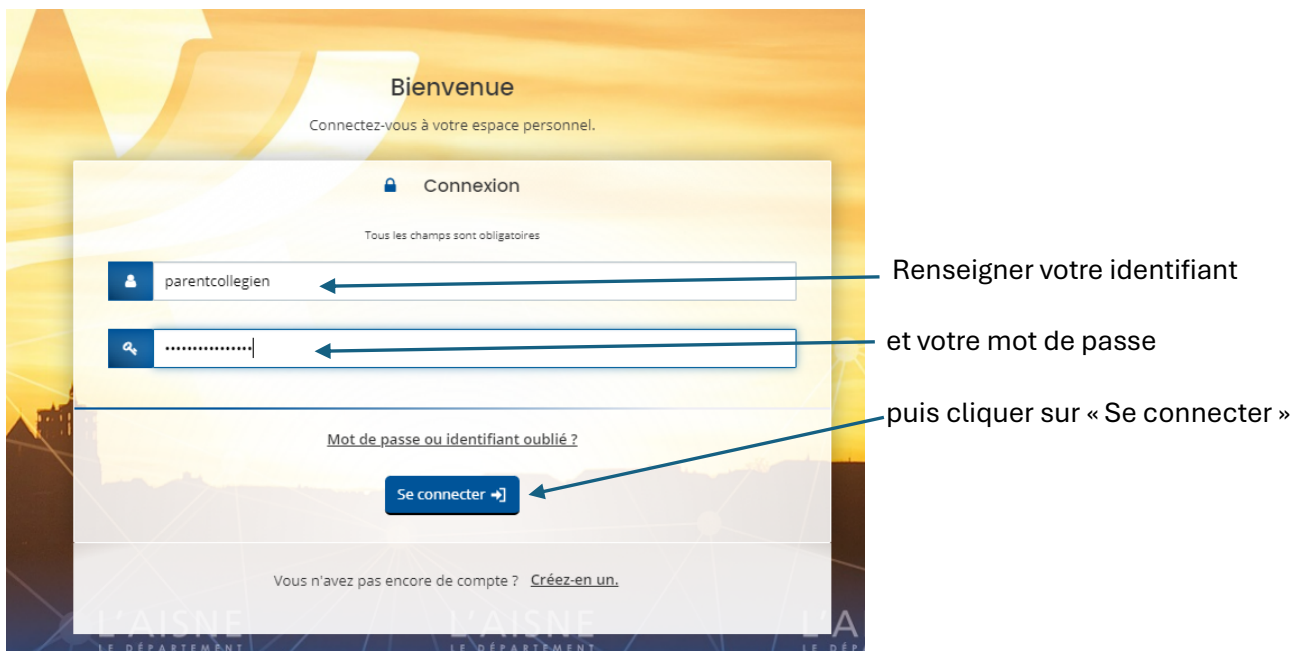 Bienvenue
Connectez-vous à votre espace personnel.
Connexion
Tous les champs sont obligatoires
parentcollegien
Renseigner votre identifiant
••••••••••••••••
et votre mot de passe
puis cliquer sur « Se connecter »
Mot de passe ou identifiant oublié ?
Se connecter
Vous n'avez pas encore de compte ? Créez-en un.
L'AISNE L'AISNE L'A
LE DÉPARTEMENT LE DÉPARTEMENT LE DÉP